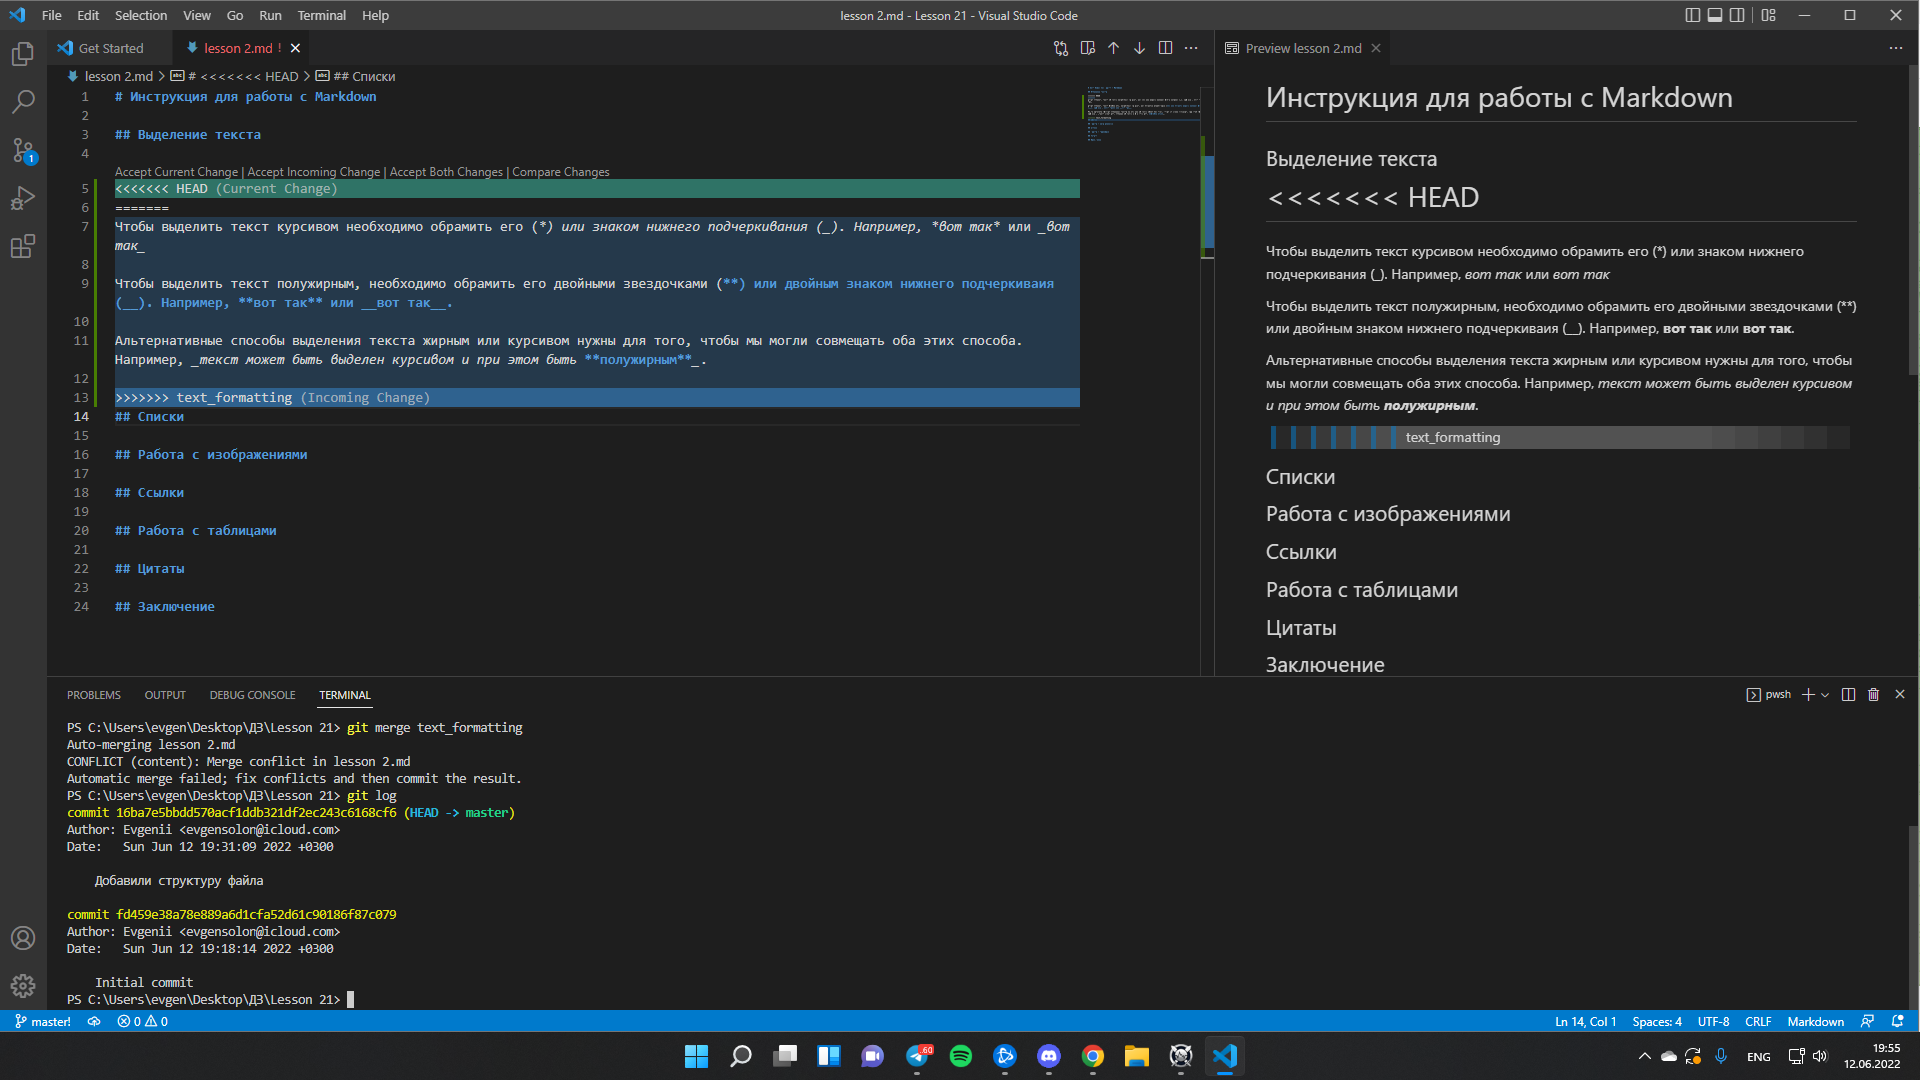 File Edit Selection View Go Run Terminal Help
lesson 2.md - Lesson 21 - Visual Studio Code
Get Started
lesson 2.md !
Preview lesson 2.md
lesson 2.md > # <<<<<<< HEAD > ## Списки
1 # Инструкция для работы с Markdown
2
3 ## Выделение текста
4
Accept Current Change | Accept Incoming Change | Accept Both Changes | Compare Changes
5 <<<<<<< HEAD (Current Change)
6 =======
7 Чтобы выделить текст курсивом необходимо обрамить его (*) или знаком нижнего подчеркивания (_). Например, *вот так* или _вот
так_
8
9 Чтобы выделить текст полужирным, необходимо обрамить его двойными звездочками (**) или двойным знаком нижнего подчеркиваия
(__). Например, **вот так** или __вот так__.
10
11 Альтернативные способы выделения текста жирным или курсивом нужны для того, чтобы мы могли совмещать оба этих способа.
Например, _текст может быть выделен курсивом и при этом быть **полужирным**_.
12
13 >>>>>>> text_formatting (Incoming Change)
14 ## Списки
15
16 ## Работа с изображениями
17
18 ## Ссылки
19
20 ## Работа с таблицами
21
22 ## Цитаты
23
24 ## Заключение
Инструкция для работы с Markdown
Выделение текста
<<<<<<< HEAD
Чтобы выделить текст курсивом необходимо обрамить его (*) или знаком нижнего
подчеркивания (_). Например, вот так или вот так
Чтобы выделить текст полужирным, необходимо обрамить его двойными звездочками (**)
или двойным знаком нижнего подчеркиваия (__). Например, вот так или вот так.
Альтернативные способы выделения текста жирным или курсивом нужны для того, чтобы
мы могли совмещать оба этих способа. Например, текст может быть выделен курсивом
и при этом быть полужирным.
text_formatting
Списки
Работа с изображениями
Ссылки
Работа с таблицами
Цитаты
Заключение
PROBLEMS OUTPUT DEBUG CONSOLE TERMINAL
pwsh
PS C:\Users\evgen\Desktop\ДЗ\Lesson 21> git merge text_formatting
Auto-merging lesson 2.md
CONFLICT (content): Merge conflict in lesson 2.md
Automatic merge failed; fix conflicts and then commit the result.
PS C:\Users\evgen\Desktop\ДЗ\Lesson 21> git log
commit 16ba7e5bbdd570acf1ddb321df2ec243c6168cf6 (HEAD -> master)
Author: Evgenii <evgensolon@icloud.com>
Date:   Sun Jun 12 19:31:09 2022 +0300
Добавили структуру файла
commit fd459e38a78e889a6d1cfa52d61c90186f87c079
Author: Evgenii <evgensolon@icloud.com>
Date:   Sun Jun 12 19:18:14 2022 +0300
Initial commit
PS C:\Users\evgen\Desktop\ДЗ\Lesson 21>
master! 0 0
Ln 14, Col 1 Spaces: 4 UTF-8 CRLF Markdown
60
ENG
19:55
12.06.2022